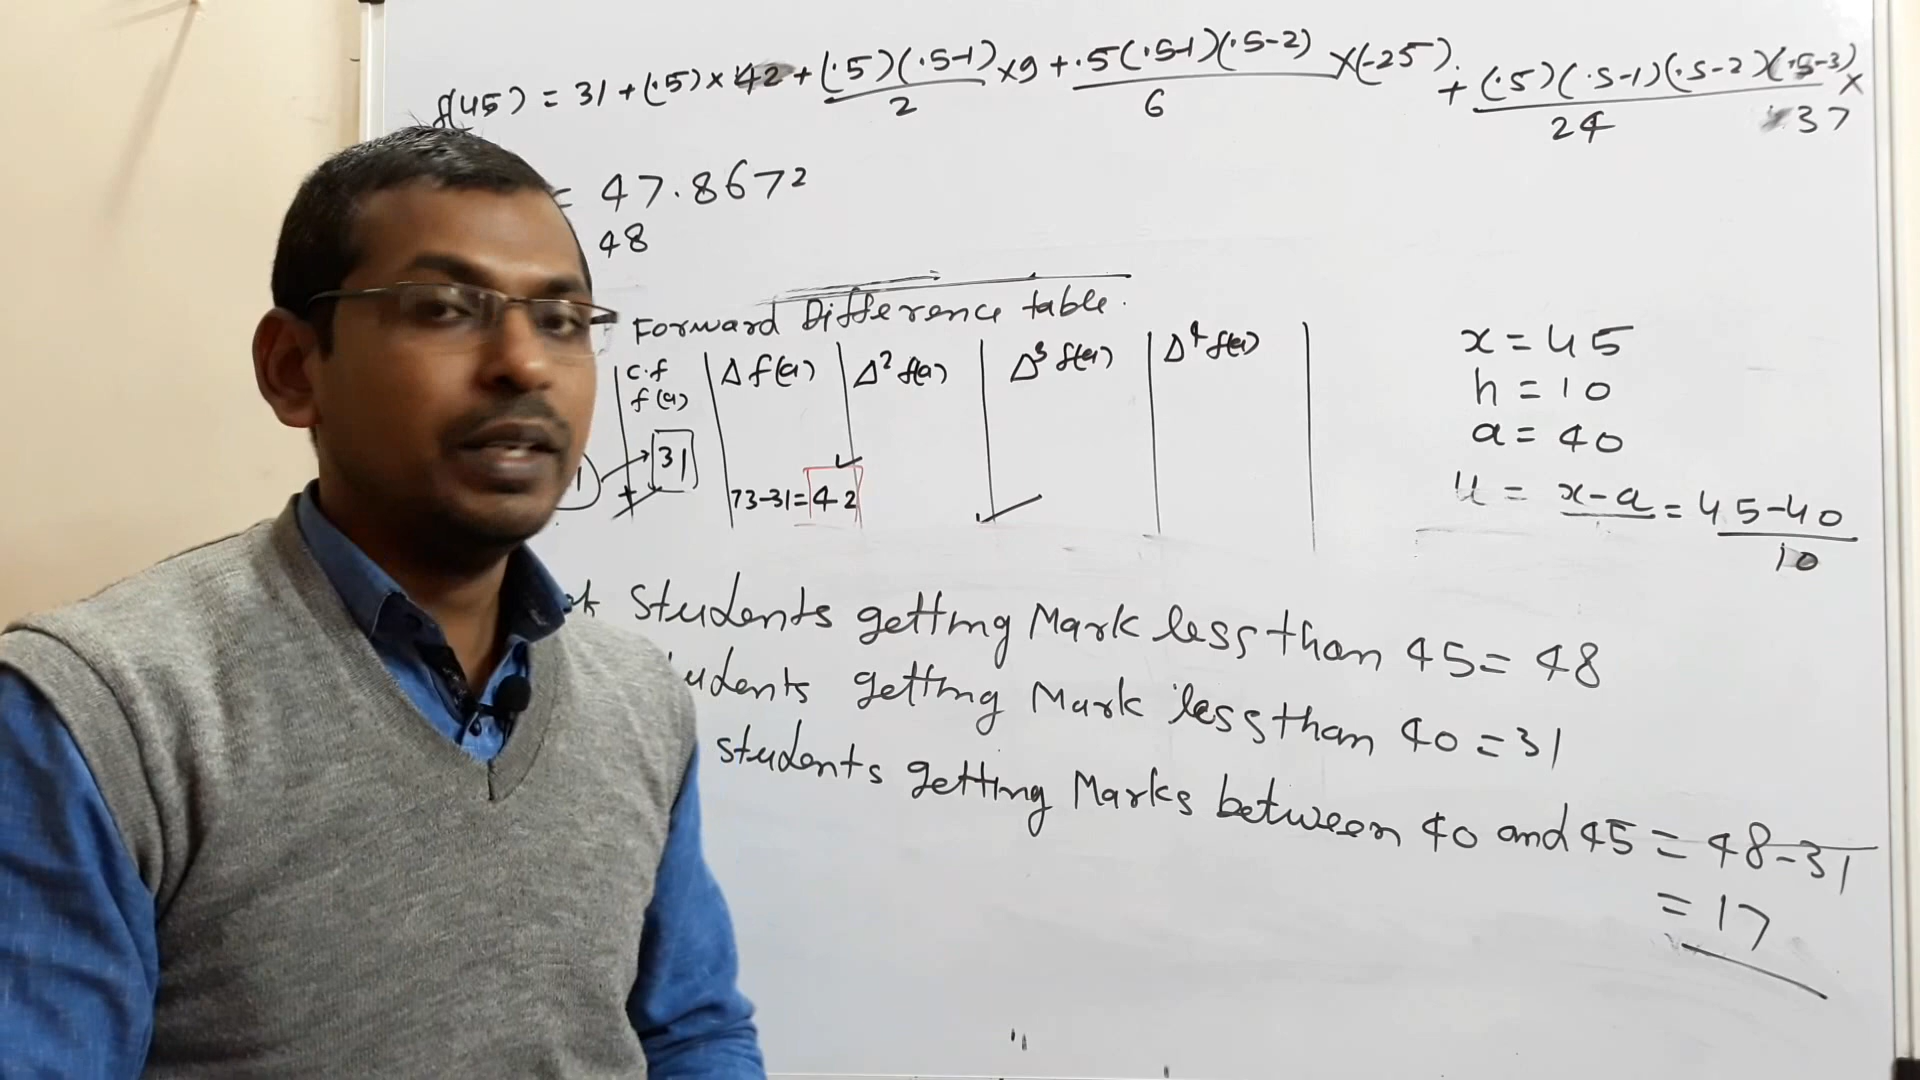 f(45) = 31 + (.5) × 42 + (.5)(.5-1)/2 ×9 + .5(.5-1)(.5-2)/6 ×(-25) + (.5)(.5-1)(.5-2)(.5-3)/24 × 37
= 47.8672
48
Forward Difference table.
c.f f(a) Δf(a) Δ² f(a) Δ³ f(a) Δ⁴ f(a)
31
73-31=42
x = 45
h = 10
a = 40
u = x-a = 45-40
10
students getting Mark less than 45 = 48
getting Mark less than 40 = 31
students getting Marks between 40 and 45 = 48-31
= 17